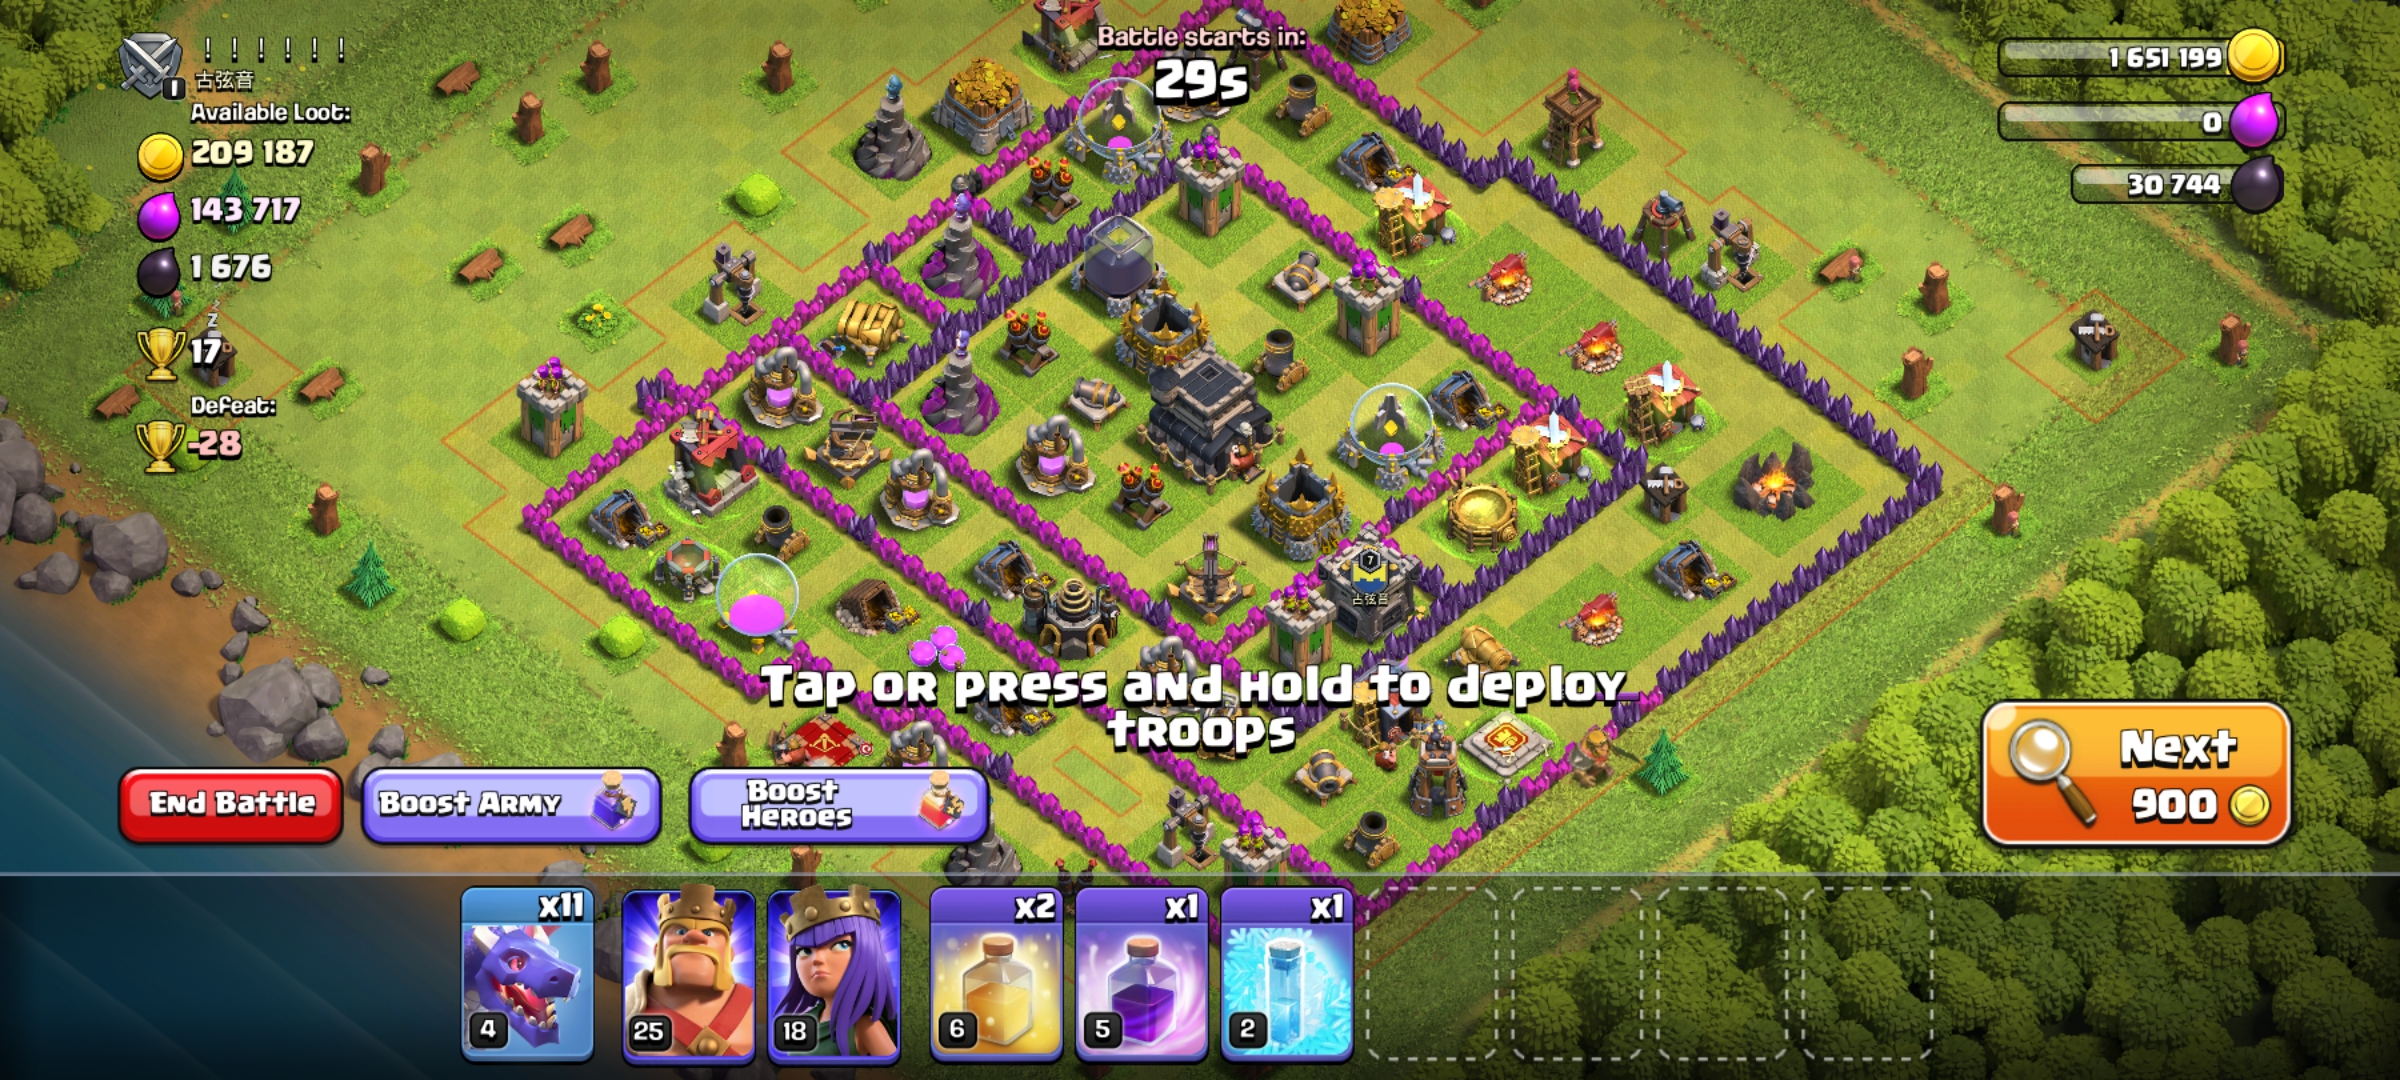 ! ! ! ! ! !
1
古弦音
Available Loot:
209 187
143 717
1 676
17
Defeat:
-28
Battle starts in:
29s
1 651 199
0
30 744
z
z
7
古弦音
Tap or press and hold to deploy
troops
End Battle
Boost Army
Boost
Heroes
Next
900
x11
4
25
18
x2
6
x1
5
x1
2